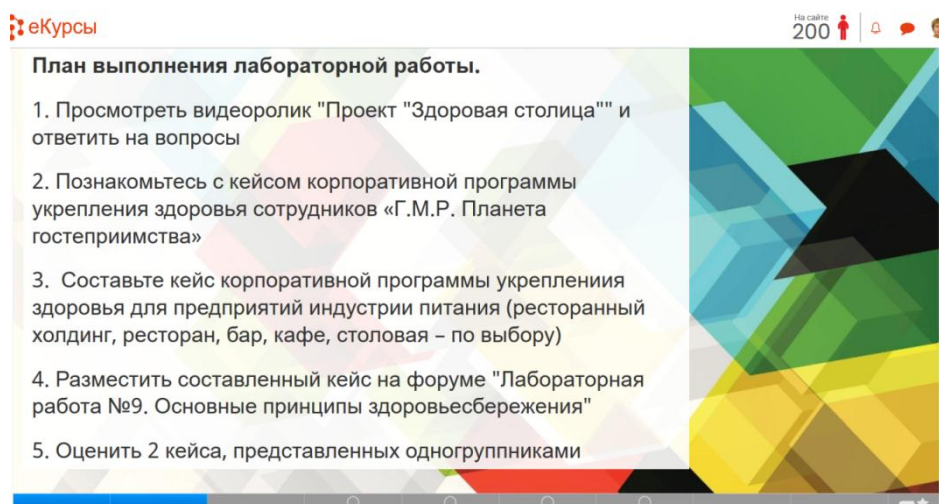 еКурсы
На сайте
200
План выполнения лабораторной работы.
1. Просмотреть видеоролик "Проект "Здоровая столица"" и
ответить на вопросы
2. Познакомьтесь с кейсом корпоративной программы
укрепления здоровья сотрудников «Г.М.Р. Планета
гостеприимства»
3. Составьте кейс корпоративной программы укреплениия
здоровья для предприятий индустрии питания (ресторанный
холдинг, ресторан, бар, кафе, столовая – по выбору)
4. Разместить составленный кейс на форуме "Лабораторная
работа №9. Основные принципы здоровьесбережения"
5. Оценить 2 кейса, представленных одногруппниками